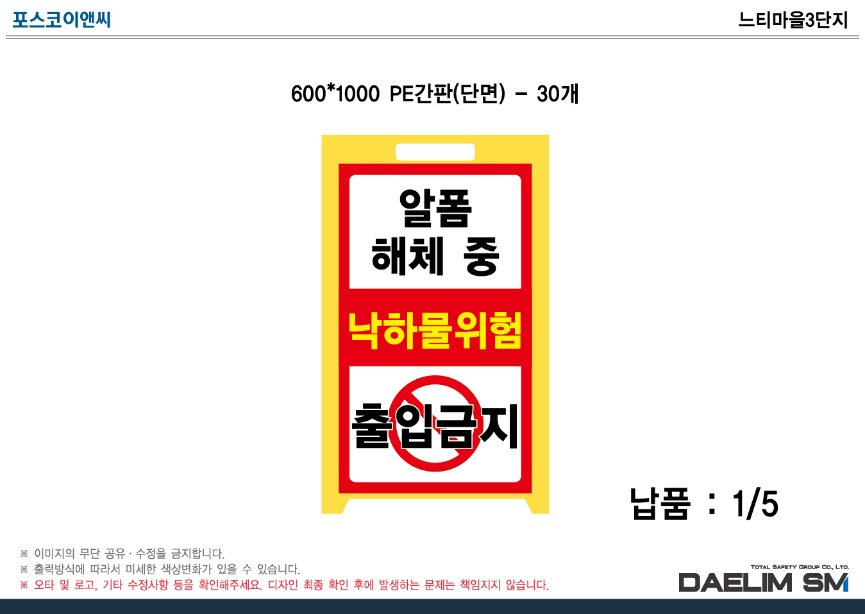 포스코이앤씨
느티마을3단지
600*1000 PE간판(단면) - 30개
알폼
해체 중
낙하물위험
출입금지
납품 : 1/5
※ 이미지의 무단 공유 · 수정을 금지합니다.
※ 출력방식에 따라서 미세한 색상변화가 있을 수 있습니다.
※ 오타 및 로고, 기타 수정사항 등을 확인해주세요. 디자인 최종 확인 후에 발생하는 문제는 책임지지 않습니다.
TOTAL SAFETY GROUP CO., LTD.
DAELIM SM